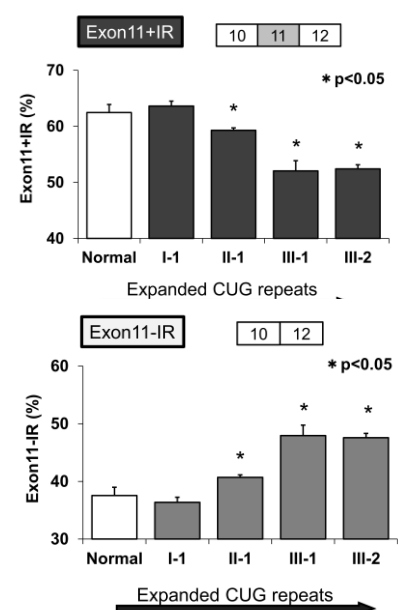 Exon11+IR
10 11 12
70
* p<0.05
60
50
40
Exon11+IR (%)
* * *
Normal I-1 II-1 III-1 III-2
Expanded CUG repeats
Exon11-IR
10 12
60
* p<0.05
50
40
30
Exon11-IR (%)
* * *
Normal I-1 II-1 III-1 III-2
Expanded CUG repeats